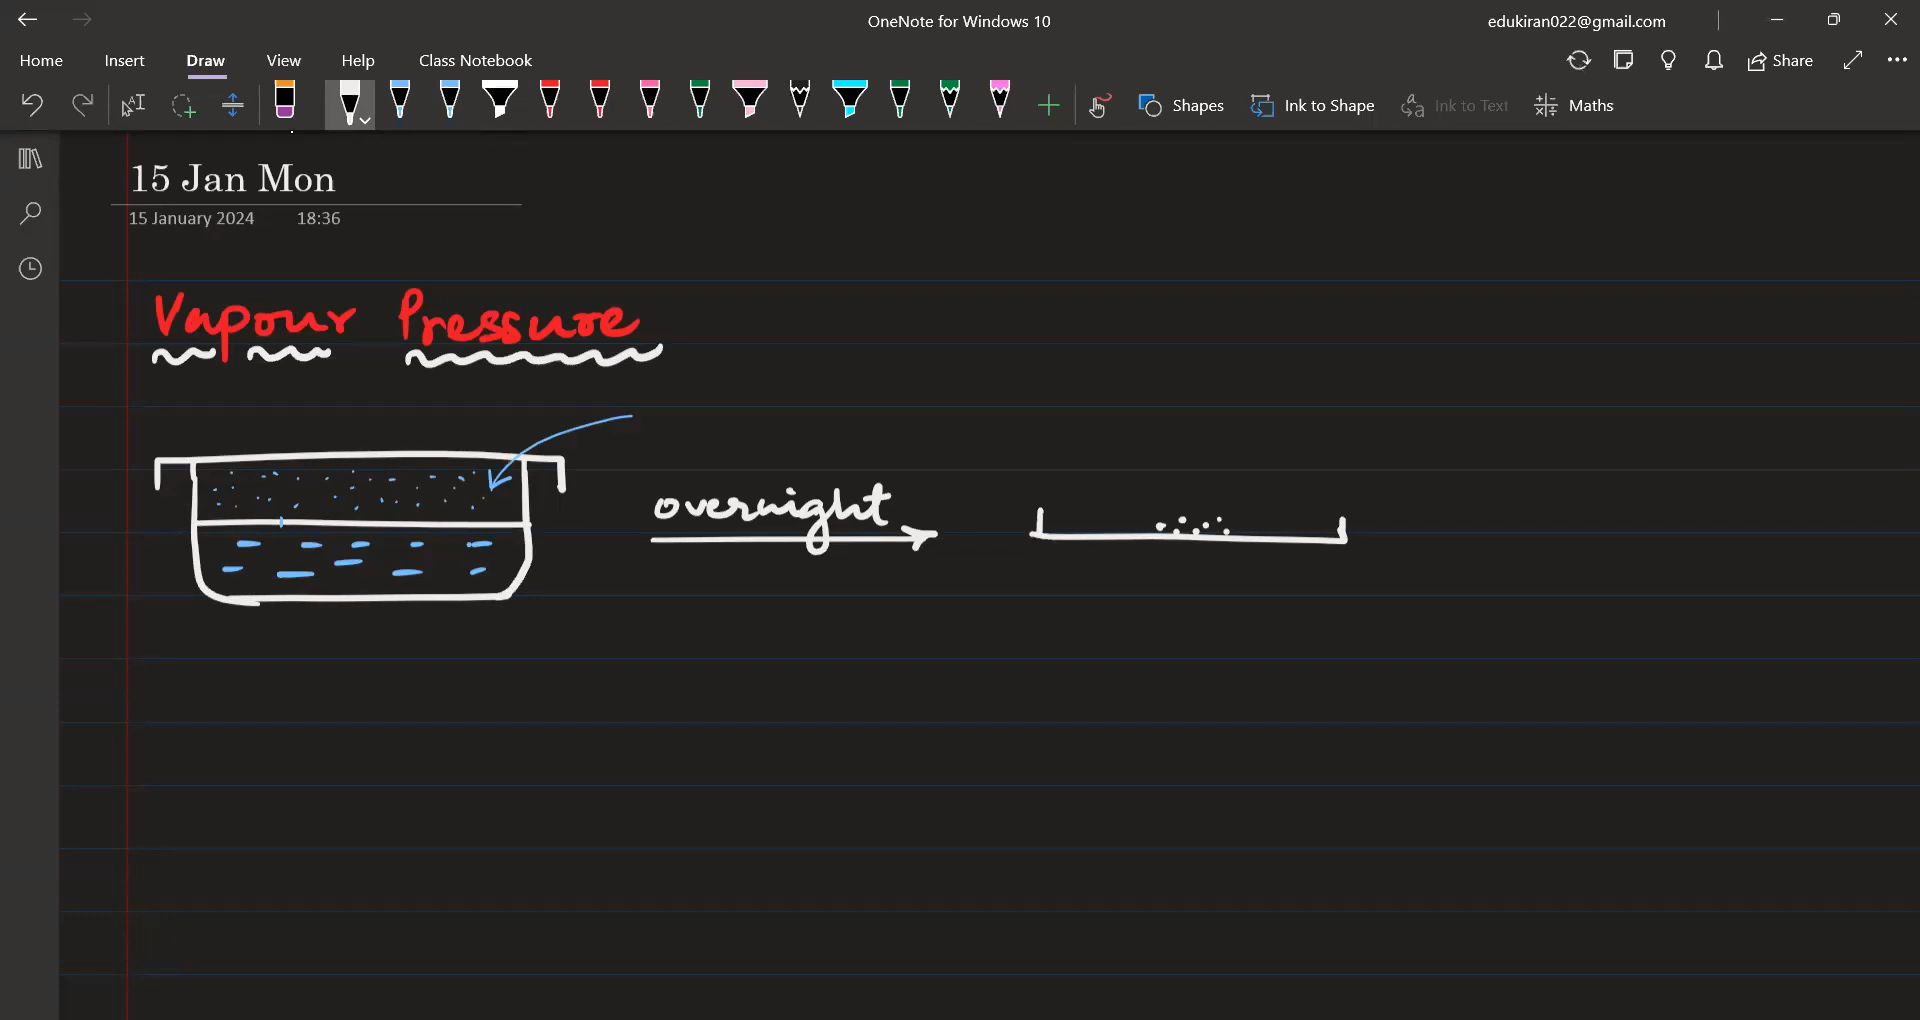 OneNote for Windows 10
edukiran022@gmail.com
Home Insert Draw View Help Class Notebook
Share
Shapes Ink to Shape Ink to Text Maths
15 Jan Mon
15 January 2024 18:36
Vapour Pressure
overnight